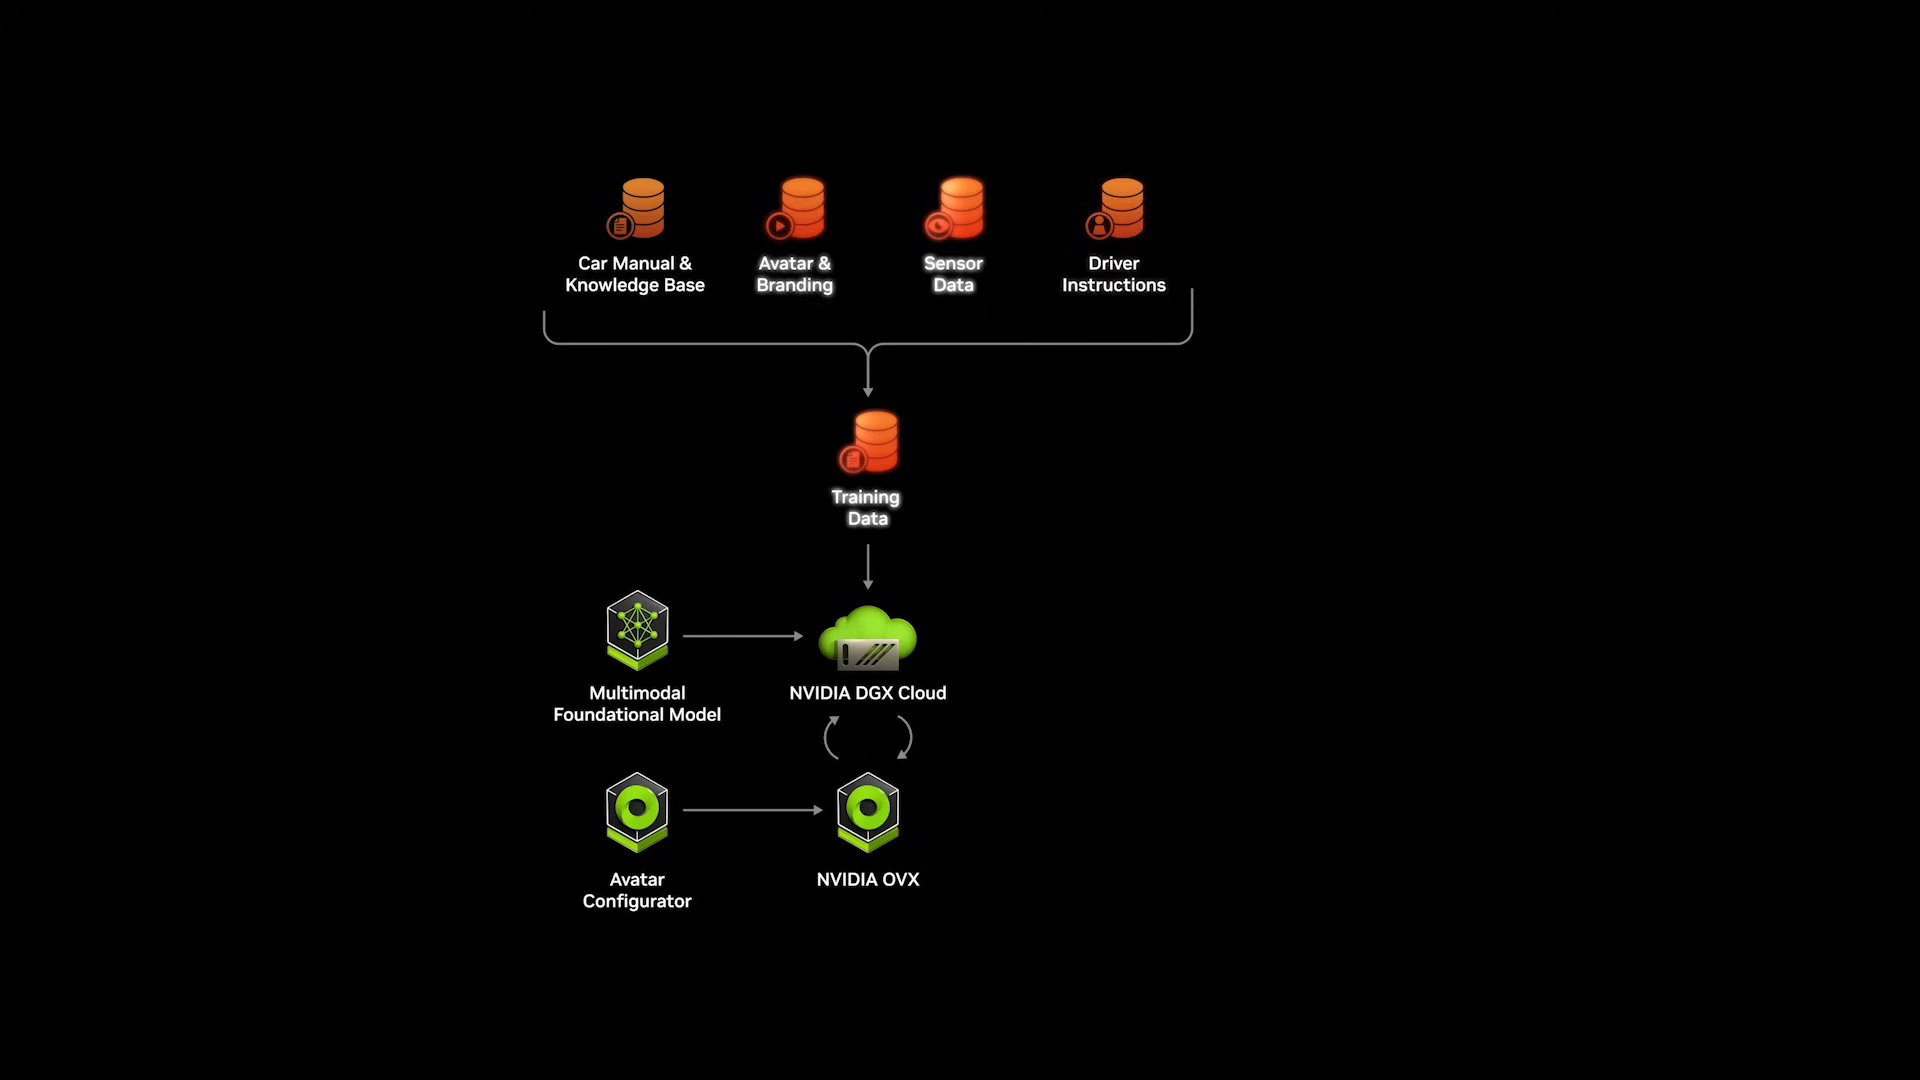 Car Manual &
Knowledge Base
Avatar &
Branding
Sensor
Data
Driver
Instructions
Training
Data
Multimodal
Foundational Model
NVIDIA DGX Cloud
Avatar
Configurator
NVIDIA OVX